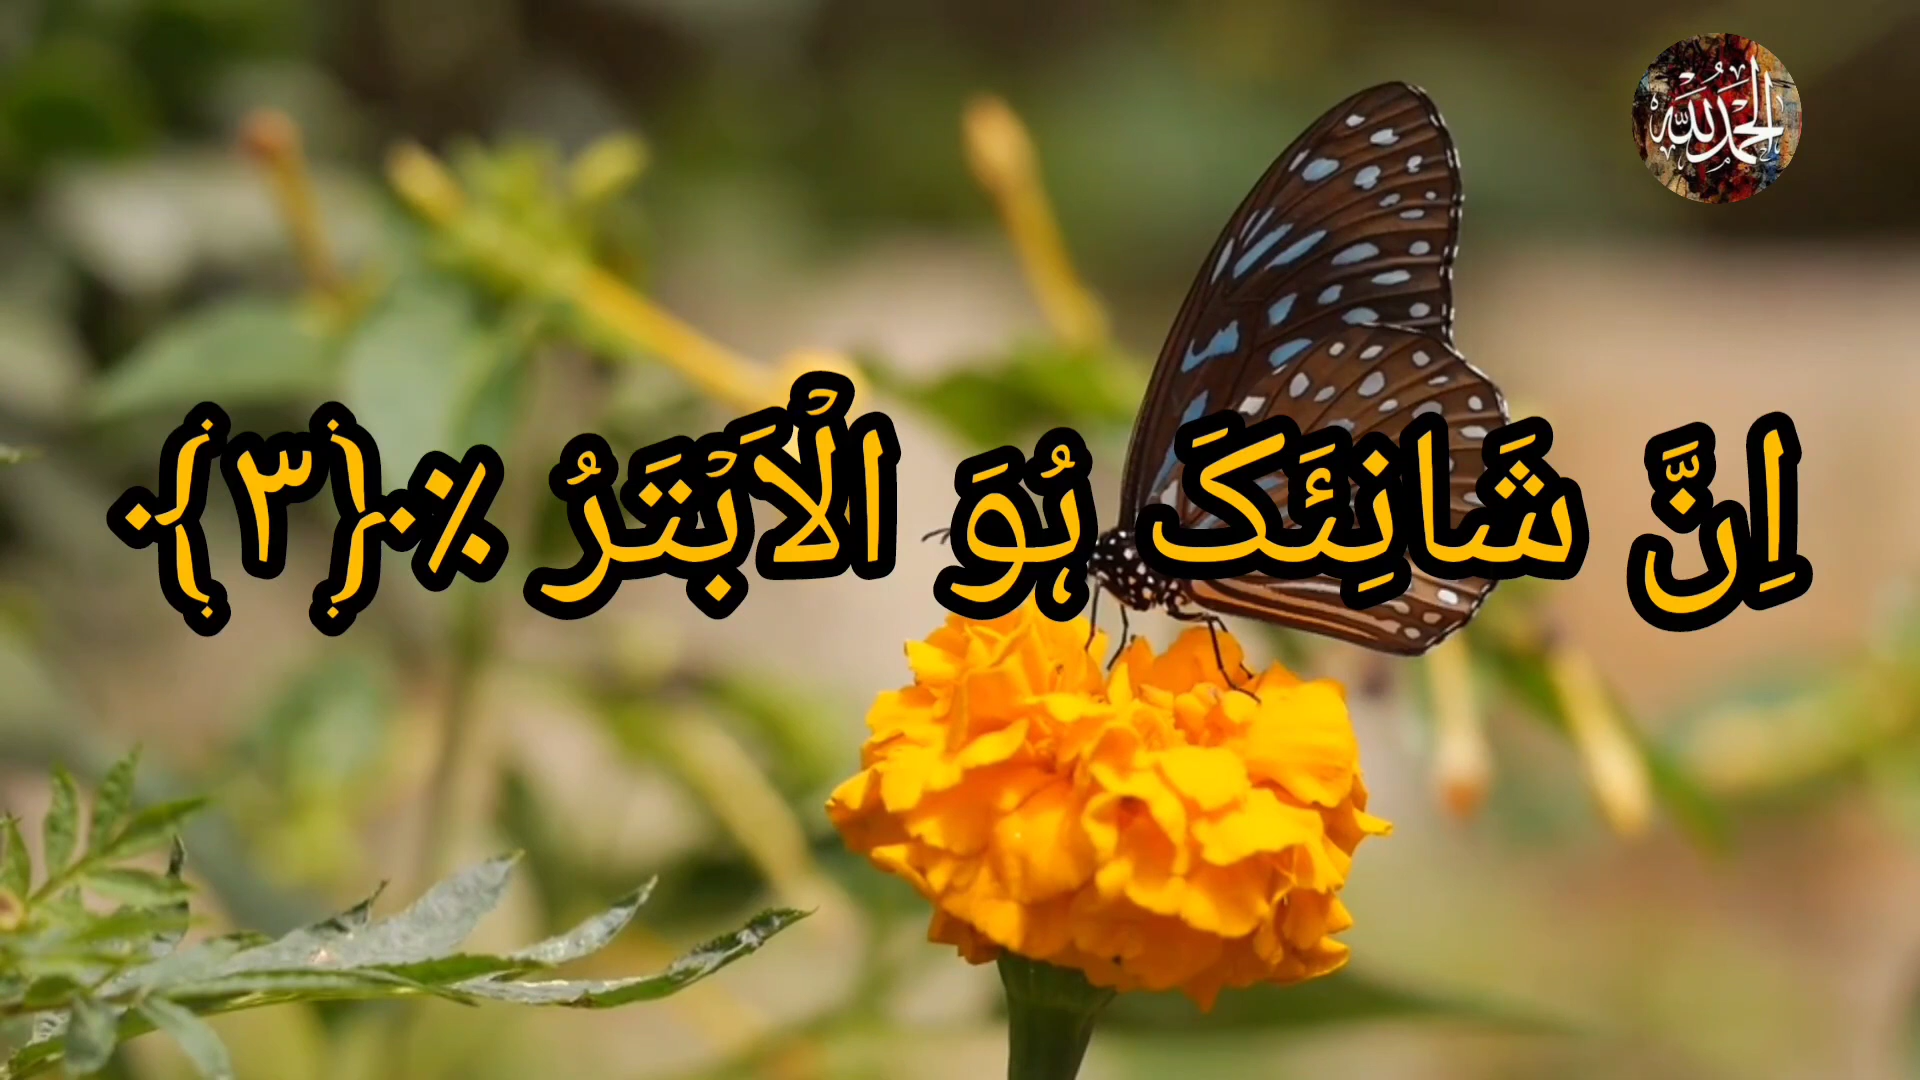 الحمد لله
اِنَّ شَانِئَکَ ہُوَ الْاَبْتَرُ ٪﴿۳﴾